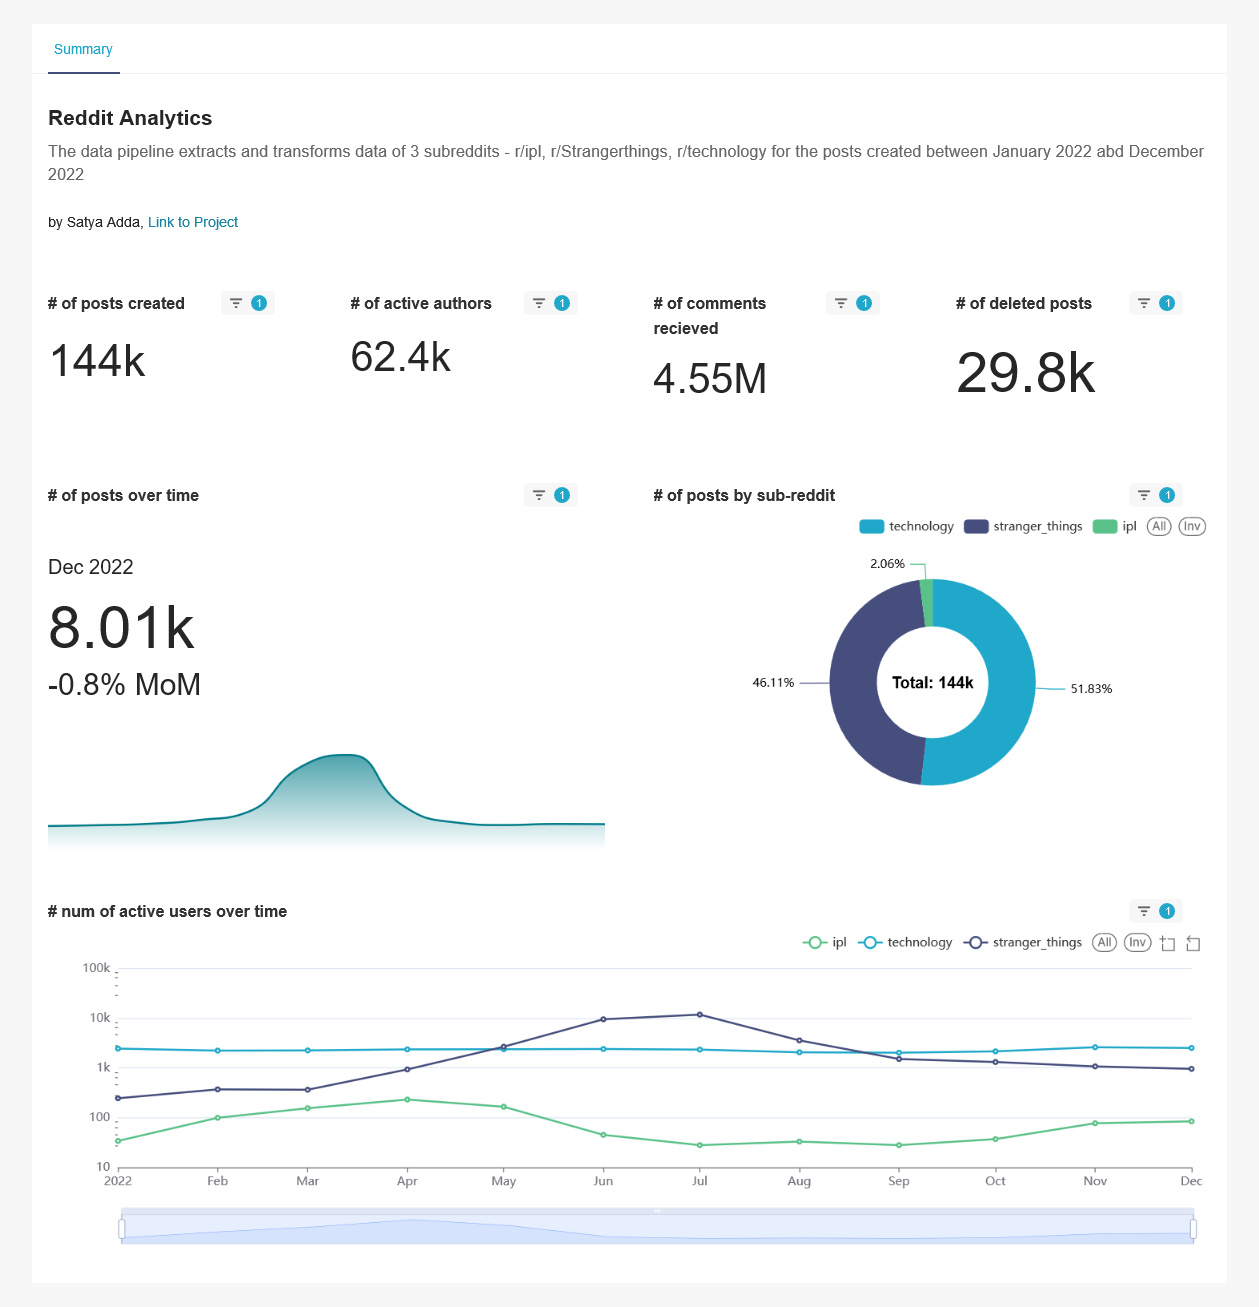 Summary
Reddit Analytics
The data pipeline extracts and transforms data of 3 subreddits - r/ipl, r/Strangerthings, r/technology for the posts created between January 2022 abd December
2022
by Satya Adda, Link to Project
# of posts created 1
144k
# of active authors 1
62.4k
# of comments 1
recieved
4.55M
# of deleted posts 1
29.8k
# of posts over time 1
Dec 2022
8.01k
-0.8% MoM
# of posts by sub-reddit 1
technology stranger_things ipl All Inv
2.06%
46.11%
Total: 144k
51.83%
# num of active users over time 1
ipl technology stranger_things All Inv
100k
10k
1k
100
10
2022 Feb Mar Apr May Jun Jul Aug Sep Oct Nov Dec